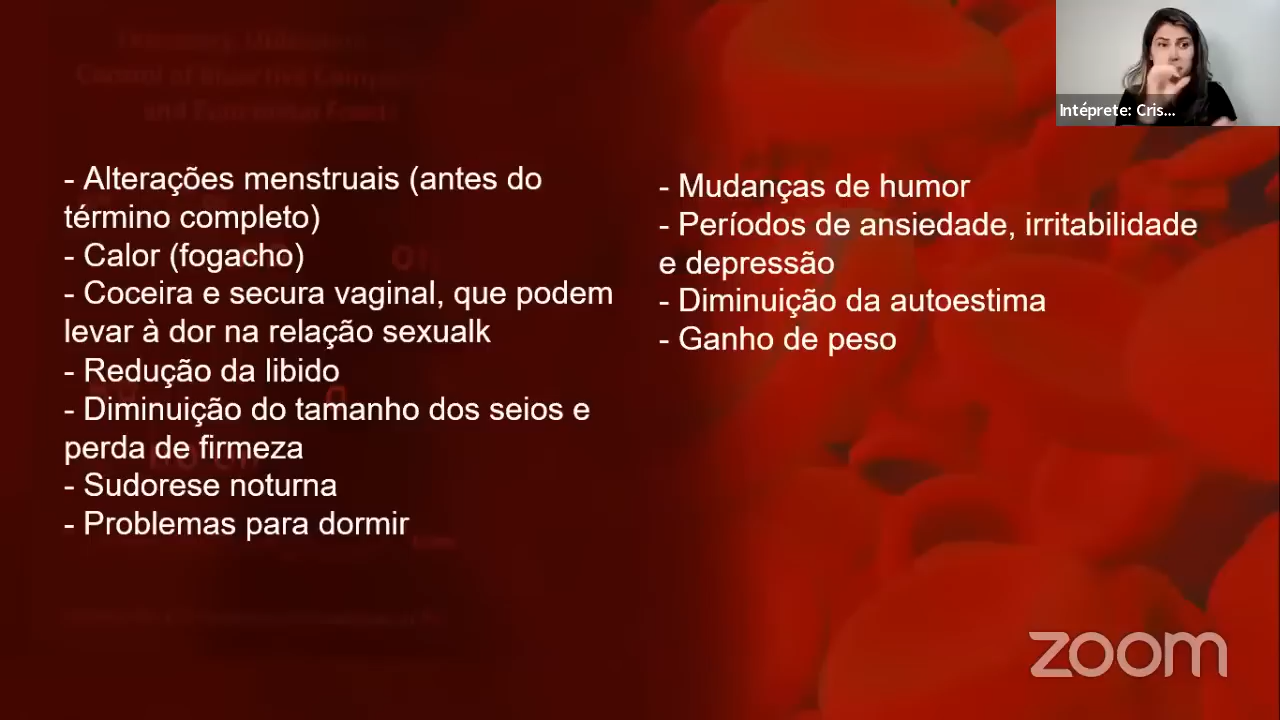 Intéprete: Cris...
- Alterações menstruais (antes do
término completo)
- Calor (fogacho)
- Coceira e secura vaginal, que podem
levar à dor na relação sexualk
- Redução da libido
- Diminuição do tamanho dos seios e
perda de firmeza
- Sudorese noturna
- Problemas para dormir
- Mudanças de humor
- Períodos de ansiedade, irritabilidade
e depressão
- Diminuição da autoestima
- Ganho de peso
zoom